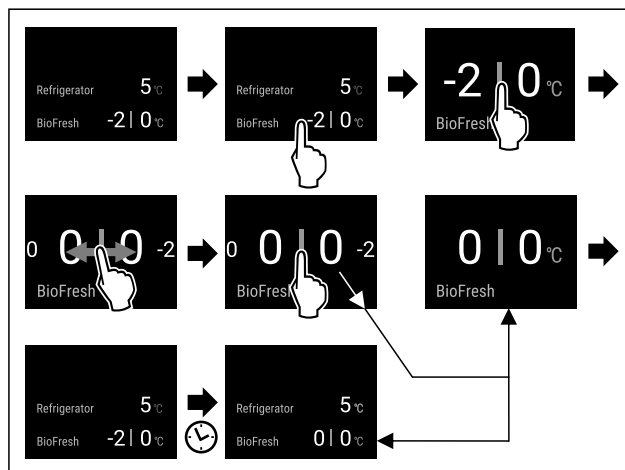 Refrigerator 5°C
BioFresh -2 | 0°C
Refrigerator 5°C
BioFresh -2 | 0°C
-2 | 0°C
BioFresh
0 0 | 0 -2
BioFresh
0 0 | 0 -2
BioFresh
0 | 0°C
BioFresh
Refrigerator 5°C
BioFresh -2 | 0°C
Refrigerator 5°C
BioFresh 0 | 0°C